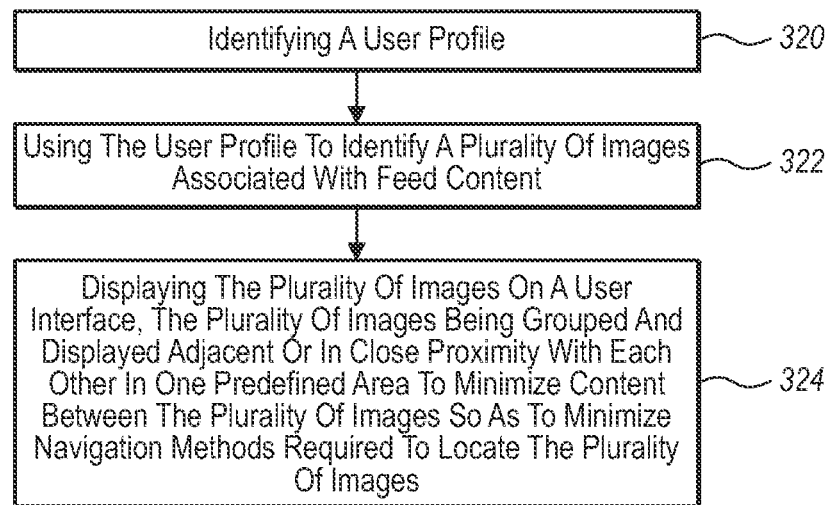 Identifying A User Profile
320
Using The User Profile To Identify A Plurality Of Images
Associated With Feed Content
322
Displaying The Plurality Of Images On A User
Interface, The Plurality Of Images Being Grouped And
Displayed Adjacent Or In Close Proximity With Each
Other In One Predefined Area To Minimize Content
Between The Plurality Of Images So As To Minimize
Navigation Methods Required To Locate The Plurality
Of Images
324